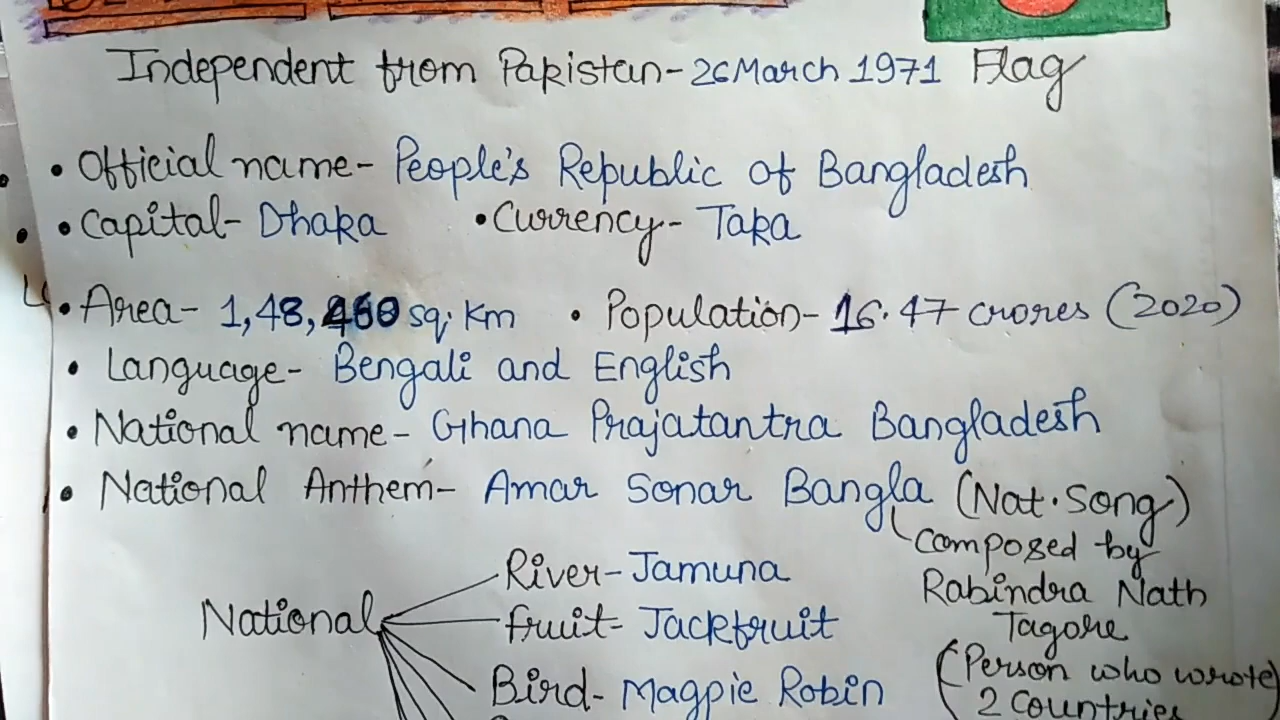 Independent from Pakistan- 26 March 1971 Flag
• Official name- People's Republic of Bangladesh
• Capital- Dhaka • Currency- Taka
• Area- 1,48,460 sq. Km • Population- 16.47 crores (2020)
• Language- Bengali and English
• National name- Ghana Prajatantra Bangladesh
• National Anthem- Amar Sonar Bangla (Nat. Song)
Composed by
Rabindra Nath
Tagore
(Person who wrote
2 Countries
National
River- Jamuna
fruit- Jackfruit
Bird- Magpie Robin